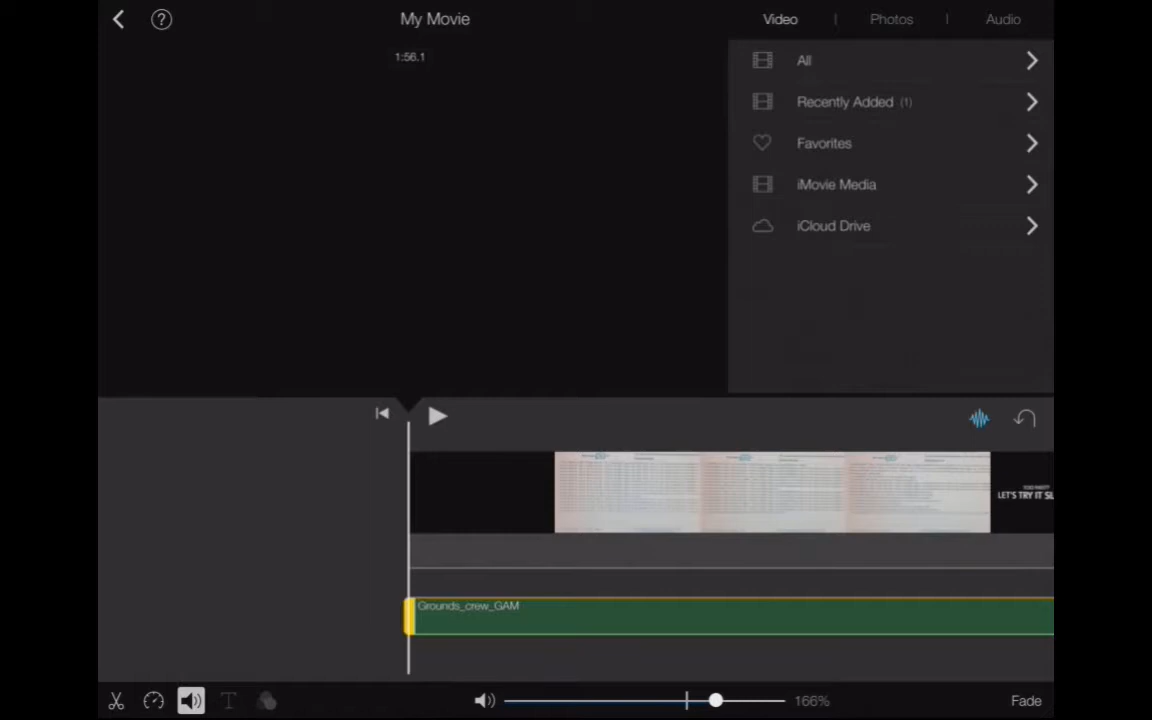 My Movie
Video
Photos
Audio
1:56.1
All
Recently Added (1)
Favorites
iMovie Media
iCloud Drive
LET'S TRY IT
Grounds_crew_GAM
166%
Fade